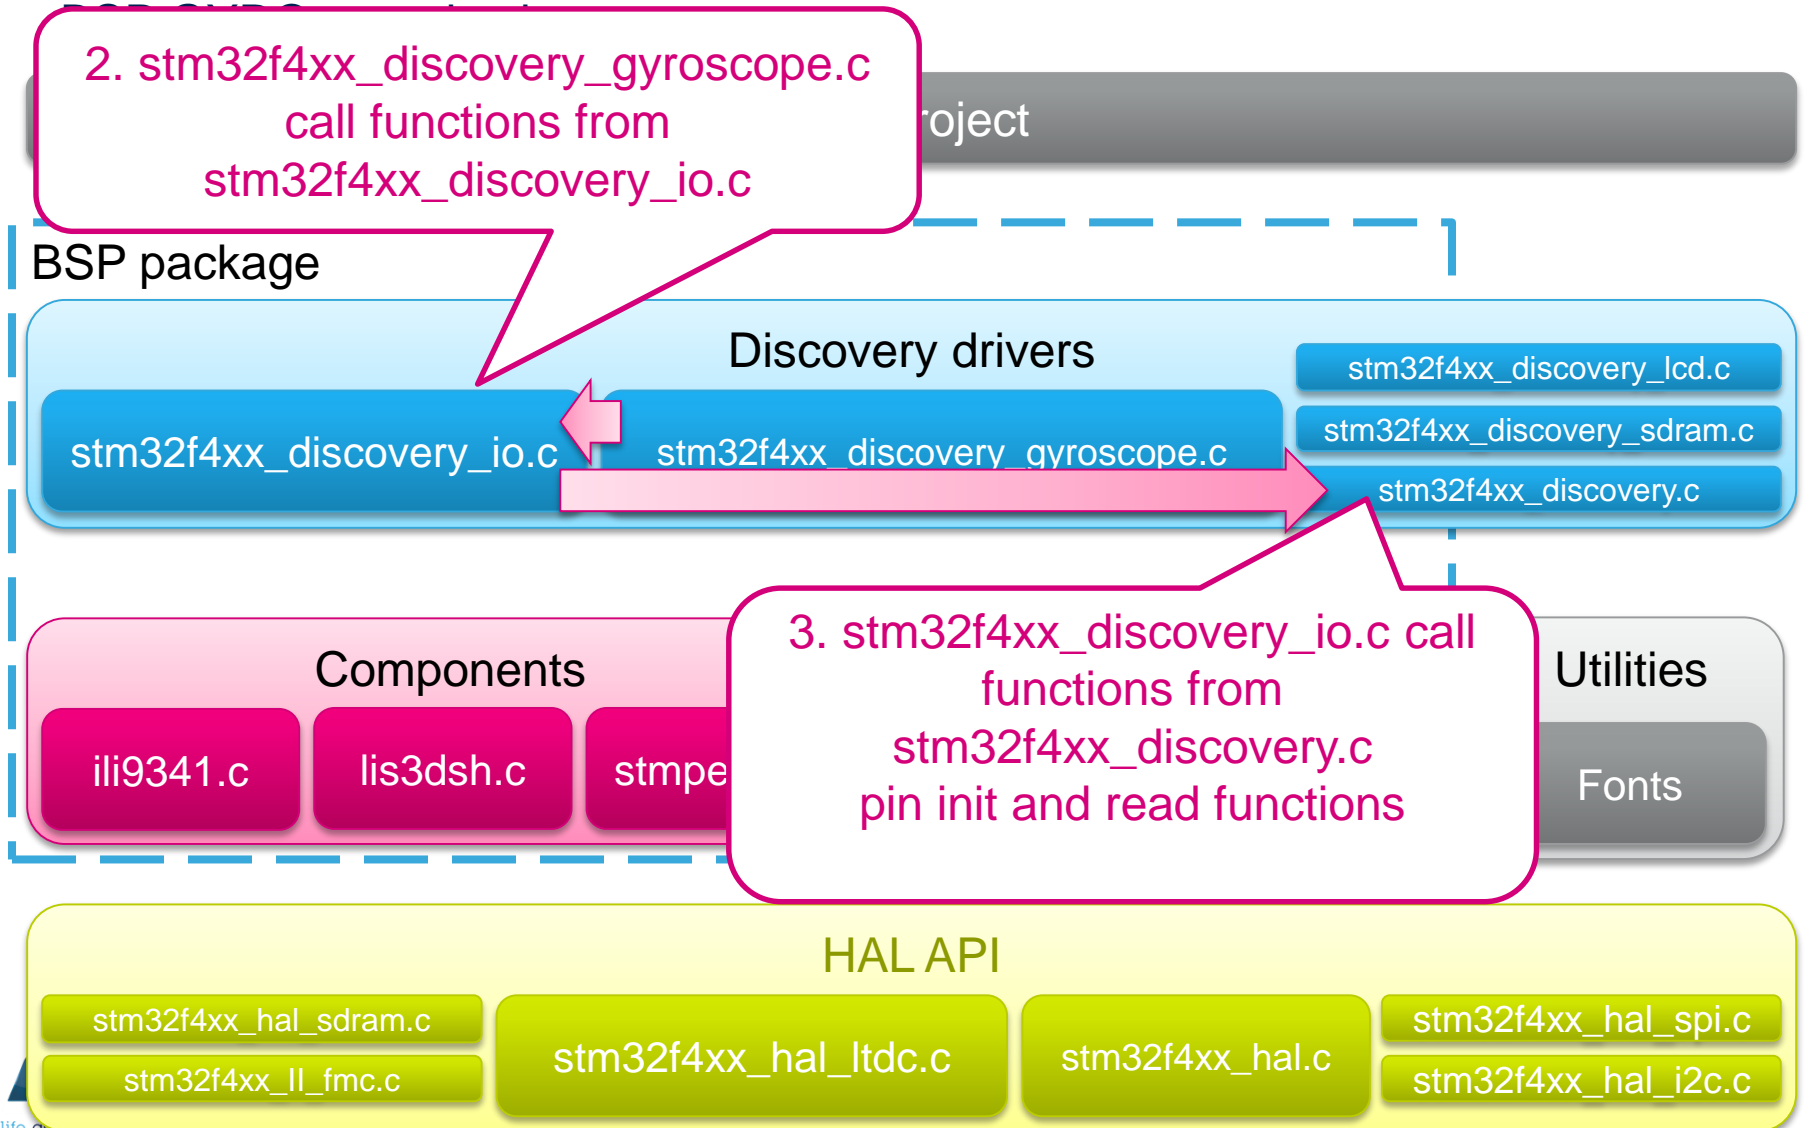 2. stm32f4xx_discovery_gyroscope.c
call functions from
stm32f4xx_discovery_io.c
BSP package
Discovery drivers
stm32f4xx_discovery_io.c
stm32f4xx_discovery_gyroscope.c
stm32f4xx_discovery_lcd.c
stm32f4xx_discovery_sdram.c
stm32f4xx_discovery.c
3. stm32f4xx_discovery_io.c call
functions from
stm32f4xx_discovery.c
pin init and read functions
Components
ili9341.c
lis3dsh.c
Utilities
Fonts
HAL API
stm32f4xx_hal_sdram.c
stm32f4xx_ll_fmc.c
stm32f4xx_hal_ltdc.c
stm32f4xx_hal.c
stm32f4xx_hal_spi.c
stm32f4xx_hal_i2c.c